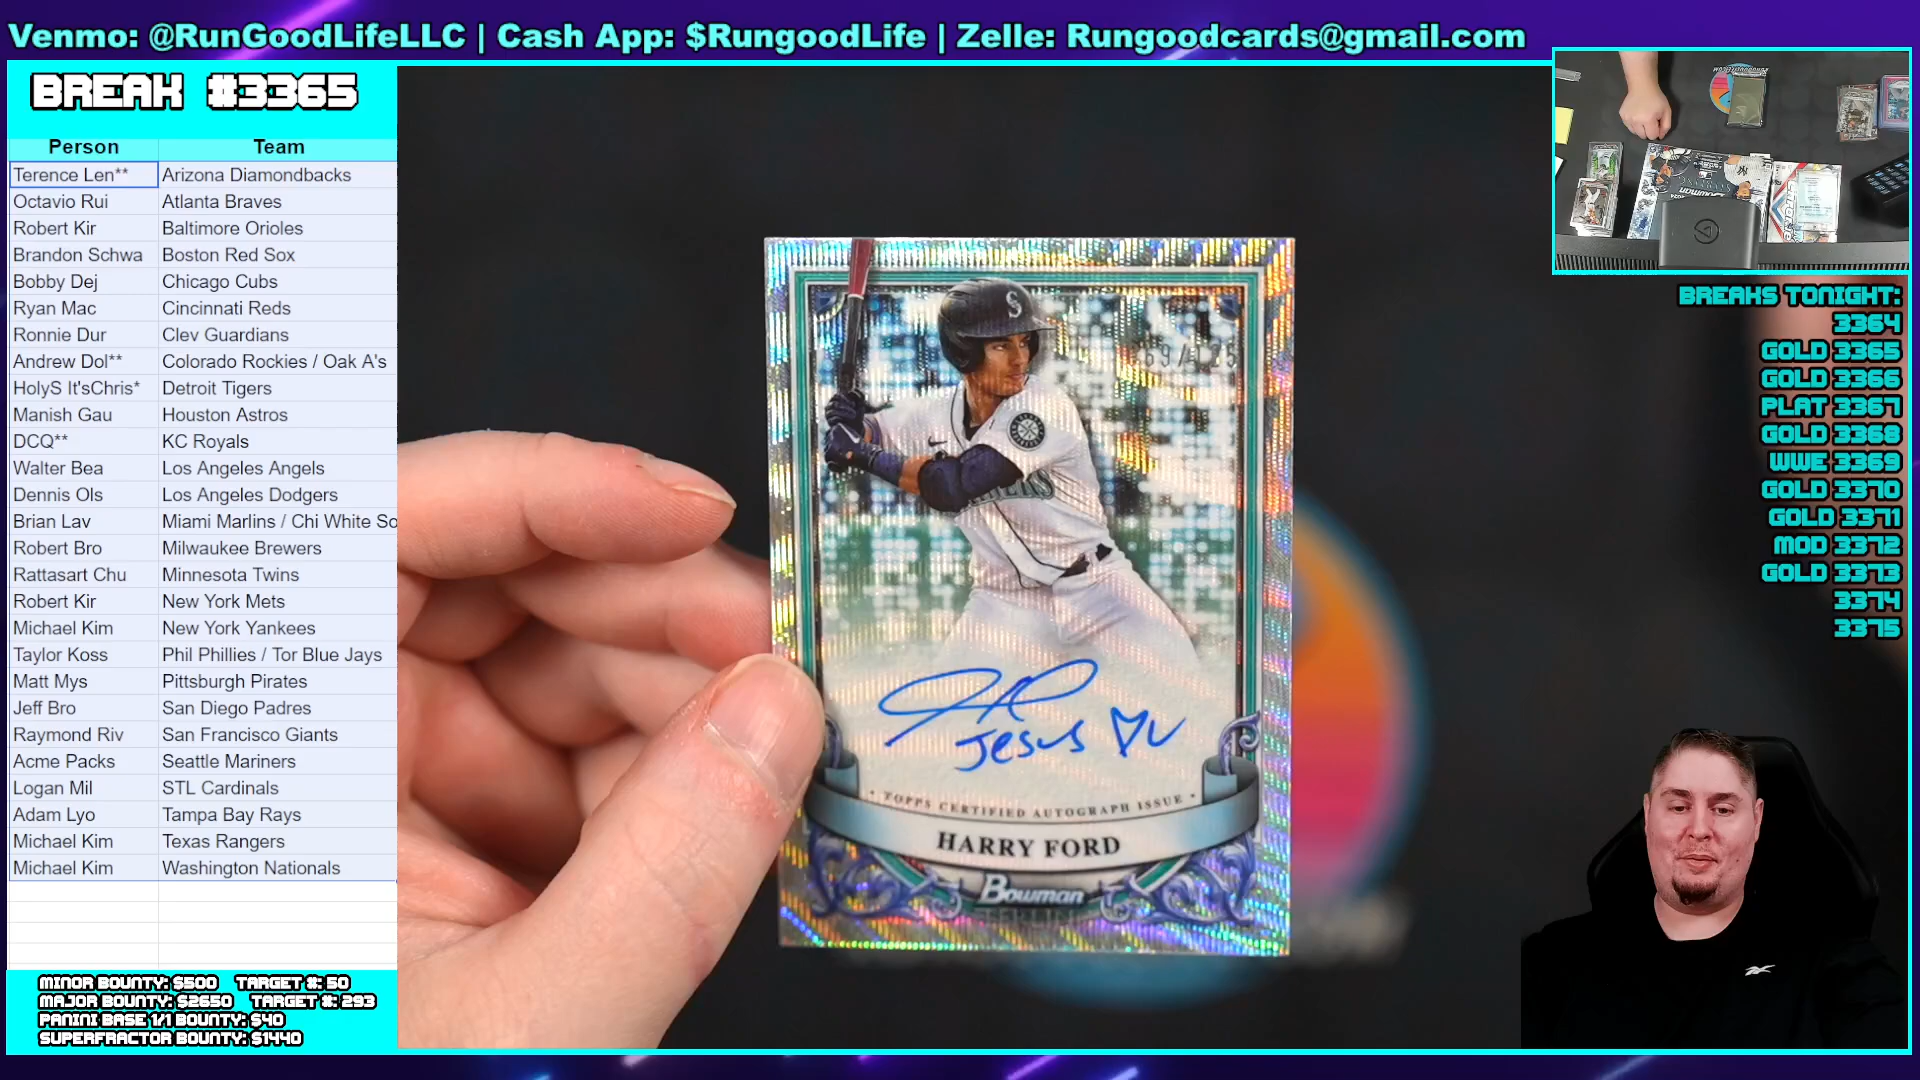 Venmo: @RunGoodLifeLLC | Cash App: $RungoodLife | Zelle: Rungoodcards@gmail.com
BREAK #3365
Person Team
Terence Len** Arizona Diamondbacks
Octavio Rui Atlanta Braves
Robert Kir Baltimore Orioles
Brandon Schwa Boston Red Sox
Bobby Dej Chicago Cubs
Ryan Mac Cincinnati Reds
Ronnie Dur Clev Guardians
Andrew Dol** Colorado Rockies / Oak A's
HolyS It'sChris* Detroit Tigers
Manish Gau Houston Astros
DCQ** KC Royals
Walter Bea Los Angeles Angels
Dennis Ols Los Angeles Dodgers
Brian Lav Miami Marlins / Chi White So
Robert Bro Milwaukee Brewers
Rattasart Chu Minnesota Twins
Robert Kir New York Mets
Michael Kim New York Yankees
Taylor Koss Phil Phillies / Tor Blue Jays
Matt Mys Pittsburgh Pirates
Jeff Bro San Diego Padres
Raymond Riv San Francisco Giants
Acme Packs Seattle Mariners
Logan Mil STL Cardinals
Adam Lyo Tampa Bay Rays
Michael Kim Texas Rangers
Michael Kim Washington Nationals
MINOR BOUNTY: $500 TARGET #: 50
MAJOR BOUNTY: $2650 TARGET #: 293
PANINI BASE 1/1 BOUNTY: $40
SUPERFRACTOR BOUNTY: $1440
S
69/125
Jesus
TOPPS CERTIFIED AUTOGRAPH ISSUE
HARRY FORD
Bowman
STERLING
BREAKS TONIGHT:
3364
GOLD 3365
GOLD 3366
PLAT 3367
GOLD 3368
WWE 3369
GOLD 3370
GOLD 3371
MOD 3372
GOLD 3373
3374
3375